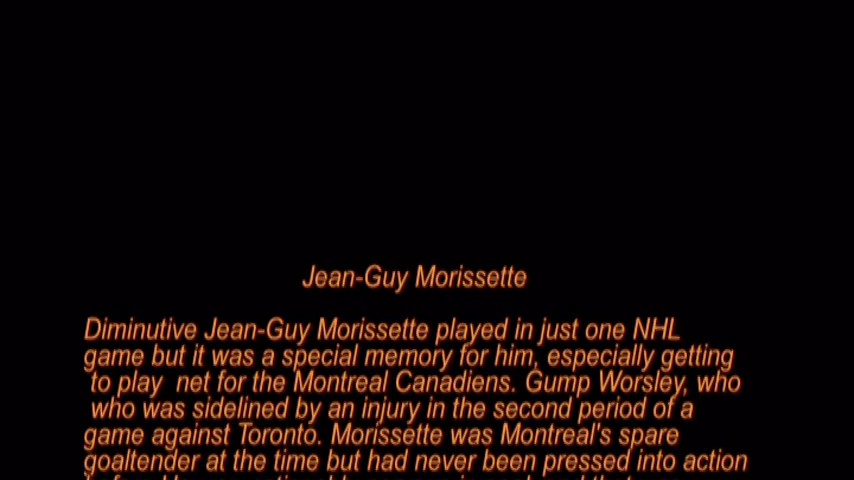 Jean-Guy Morissette
Diminutive Jean-Guy Morissette played in just one NHL
game but it was a special memory for him, especially getting
to play net for the Montreal Canadiens. Gump Worsley, who
who was sidelined by an injury in the second period of a
game against Toronto. Morissette was Montreal's spare
goaltender at the time but had never been pressed into action